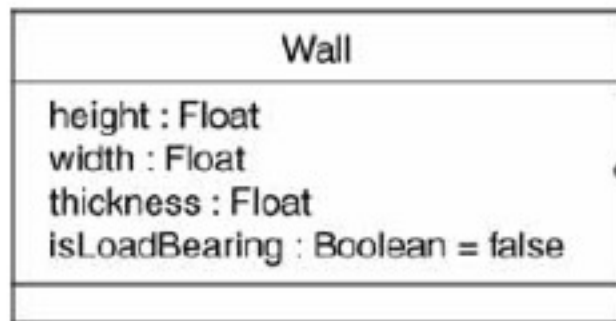 Wall
height : Float
width : Float
thickness : Float
isLoadBearing : Boolean = false